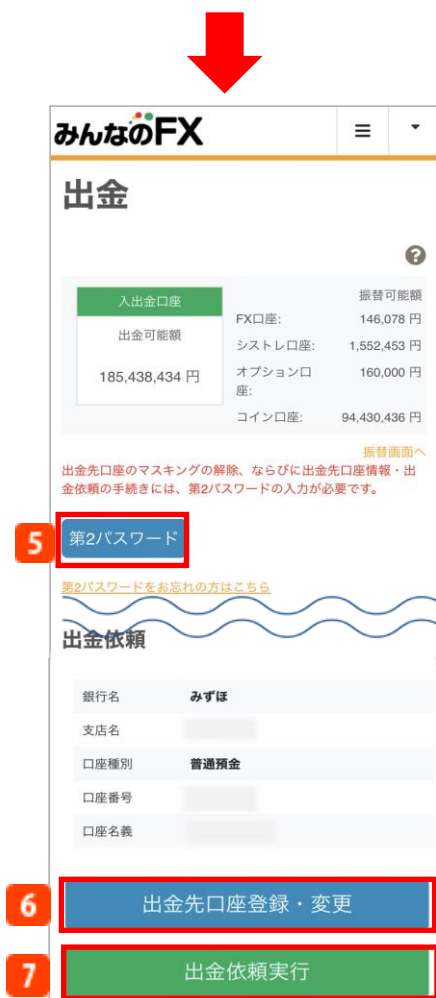 みんなのFX
出金
入出金口座
出金可能額
185,438,434 円
振替可能額
FX口座: 146,078 円
シストレ口座: 1,552,453 円
オプション口座: 160,000 円
コイン口座: 94,430,436 円
振替画面へ
出金先口座のマスキングの解除、ならびに出金先口座情報・出
金依頼の手続きには、第2パスワードの入力が必要です。
5 第2パスワード
第2パスワードをお忘れの方はこちら
出金依頼
銀行名 みずほ
支店名
口座種別 普通預金
口座番号
口座名義
6 出金先口座登録・変更
7 出金依頼実行